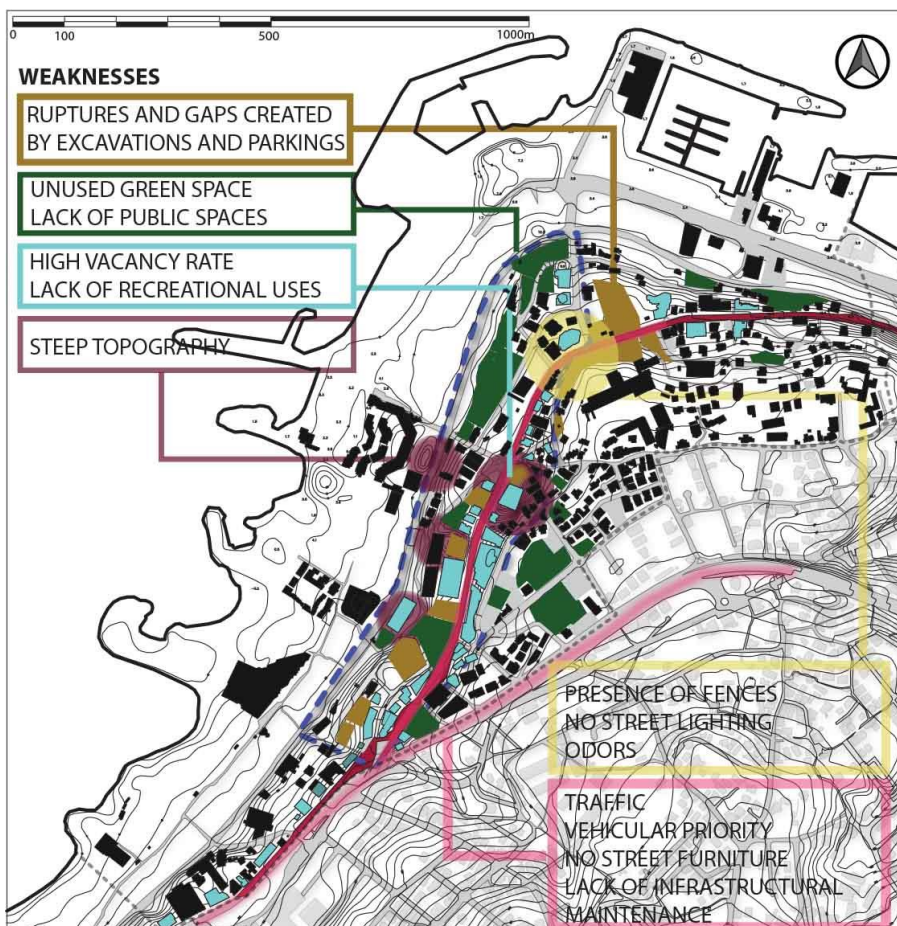 0 100 500 1000m
WEAKNESSES
RUPTURES AND GAPS CREATED
BY EXCAVATIONS AND PARKINGS
UNUSED GREEN SPACE
LACK OF PUBLIC SPACES
HIGH VACANCY RATE
LACK OF RECREATIONAL USES
STEEP TOPOGRAPHY
PRESENCE OF FENCES
NO STREET LIGHTING
ODORS
TRAFFIC
VEHICULAR PRIORITY
NO STREET FURNITURE
LACK OF INFRASTRUCTURAL
MAINTENANCE